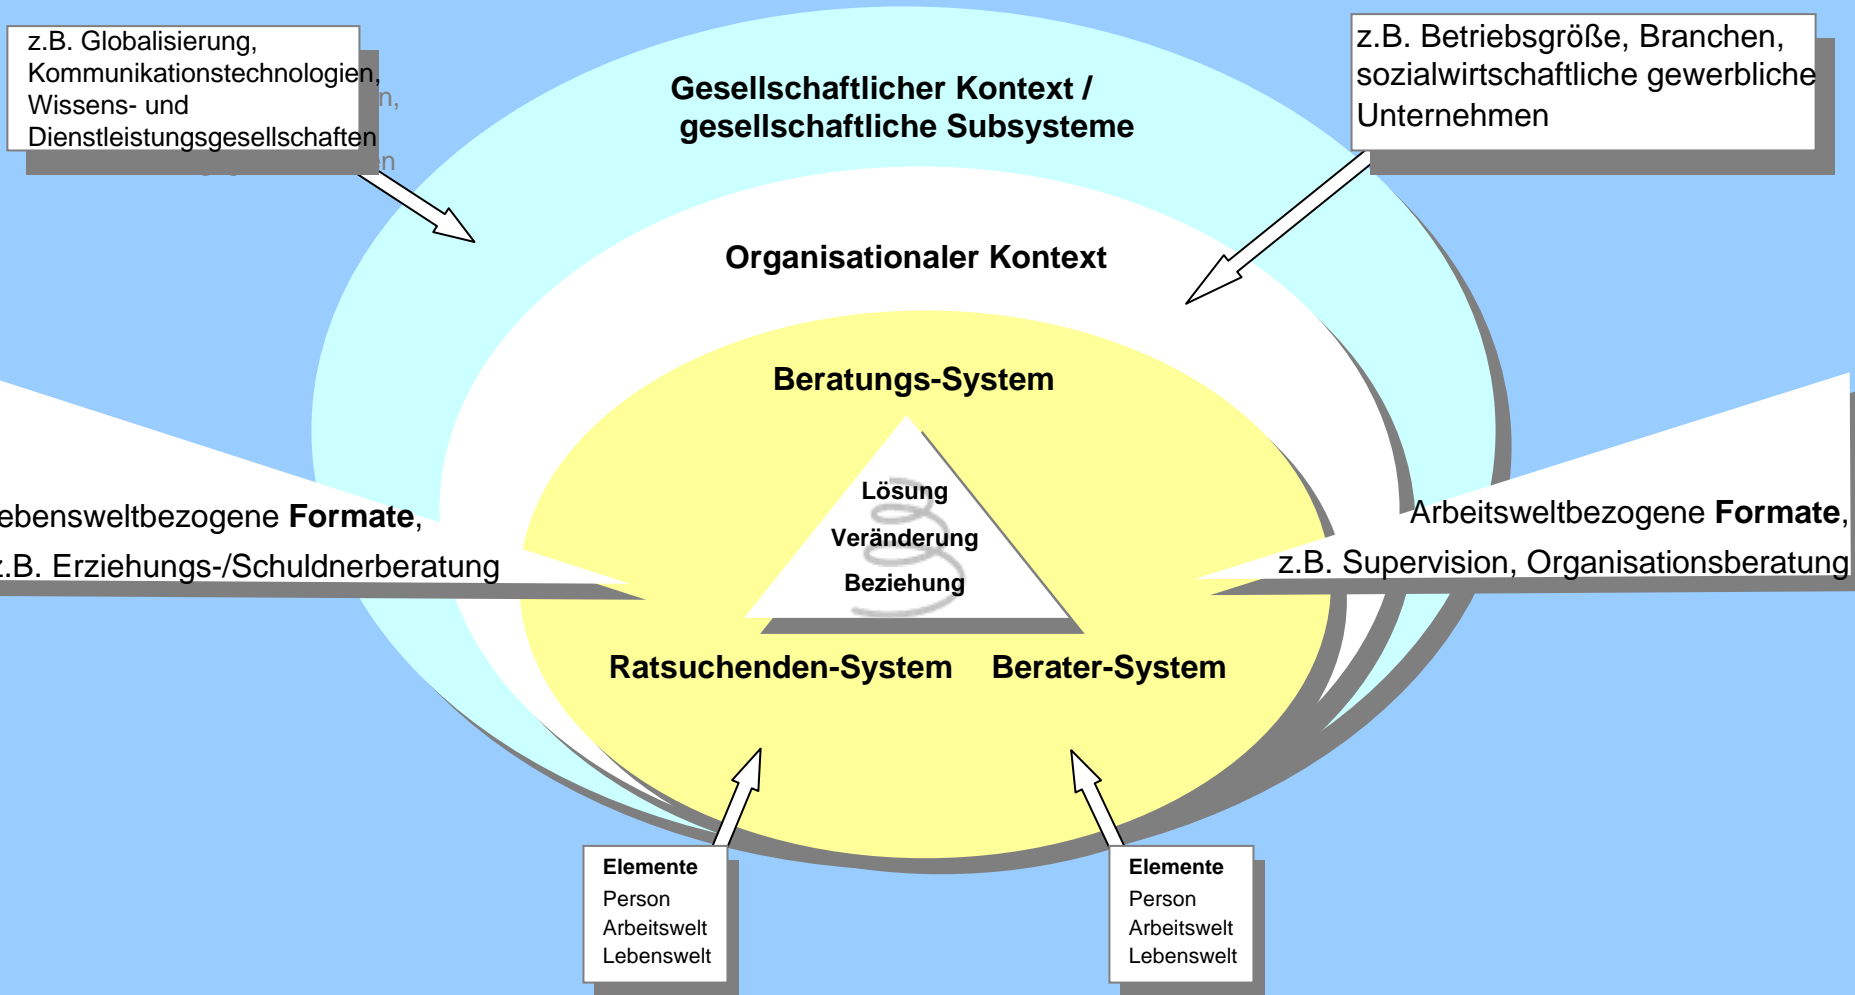 z.B. Globalisierung,
Kommunikationstechnologien,
Wissens- und
Dienstleistungsgesellschaften
z.B. Betriebsgröße, Branchen,
sozialwirtschaftliche gewerbliche
Unternehmen
Gesellschaftlicher Kontext /
gesellschaftliche Subsysteme
Organisationaler Kontext
Beratungs-System
Lösung
Veränderung
Beziehung
ebensweltbezogene Formate,
z.B. Erziehungs-/Schuldnerberatung
Arbeitsweltbezogene Formate,
z.B. Supervision, Organisationsberatung
Ratsuchenden-System
Berater-System
Elemente
Person
Arbeitswelt
Lebenswelt
Elemente
Person
Arbeitswelt
Lebenswelt